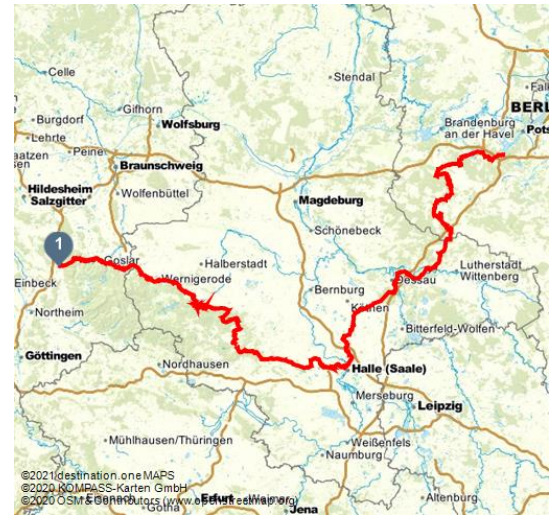 Celle
Stendal
Gifhorn
Wolfsburg
Burgdorf
Lehrte
Peine
Braunschweig
Wolfenbüttel
Hildesheim
Salzgitter
BERL
Fal
Brandenburg
an der Havel
Pots
Magdeburg
Schönebeck
1
Goslar
Halberstadt
Wernigerode
Einbeck
Northeim
Bernburg
Köthen
Dessau
Lutherstadt
Wittenberg
Bitterfeld-Wolfen
Göttingen
Nordhausen
Halle (Saale)
Merseburg
Leipzig
Mühlhausen/Thüringen
Weißenfels
Naumburg
Altenburg
Eisenach
Gotha
Erfurt
Weimar
Jena
©2021 destination.one MAPS
©2020 KOMPASS-Karten GmbH
©2020 OSM & Contributors (www.openstreetmap.org)